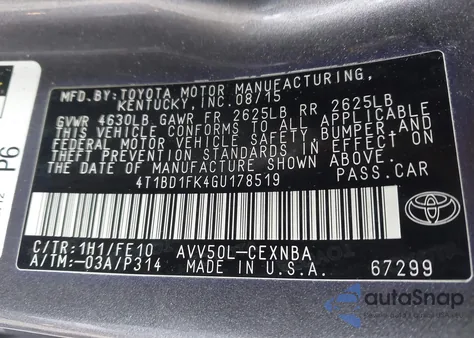 MFD.BY:TOYOTA MOTOR MANUFACTURING,
KENTUCKY, INC. 08/15
GVWR 4630LB GAWR FR 2625LB RR 2625LB
THIS VEHICLE CONFORMS TO ALL APPLICABLE
FEDERAL MOTOR VEHICLE SAFETY, BUMPER, AND
THEFT PREVENTION STANDARDS IN EFFECT ON
THE DATE OF MANUFACTURE SHOWN ABOVE.
4T1BD1FK4GU178519 PASS.CAR
C/TR:1H1/FE10 AVV50L-CEXNBA
A/TM:-03A/P314 MADE IN U.S.A. 67299
P6
autoSnap